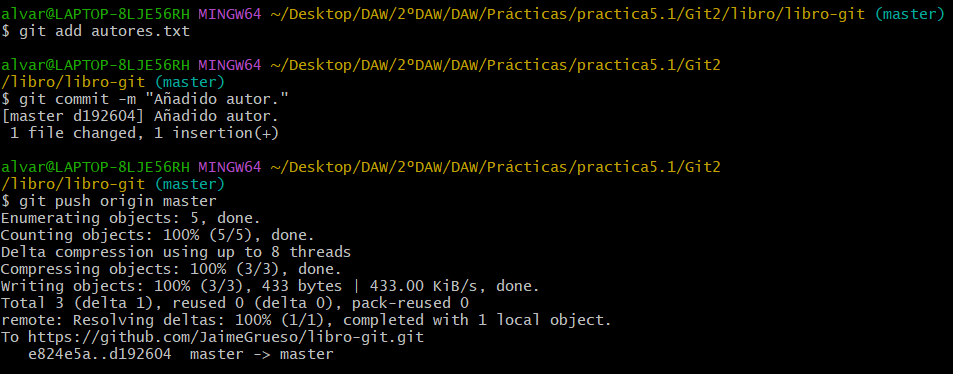 alvar@LAPTOP-8LJE56RH MINGW64 ~/Desktop/DAW/2ºDAW/DAW/Prácticas/practica5.1/Git2/libro/libro-git (master)
$ git add autores.txt
alvar@LAPTOP-8LJE56RH MINGW64 ~/Desktop/DAW/2ºDAW/DAW/Prácticas/practica5.1/Git2
/libro/libro-git (master)
$ git commit -m "Añadido autor."
[master d192604] Añadido autor.
 1 file changed, 1 insertion(+)
alvar@LAPTOP-8LJE56RH MINGW64 ~/Desktop/DAW/2ºDAW/DAW/Prácticas/practica5.1/Git2
/libro/libro-git (master)
$ git push origin master
Enumerating objects: 5, done.
Counting objects: 100% (5/5), done.
Delta compression using up to 8 threads
Compressing objects: 100% (3/3), done.
Writing objects: 100% (3/3), 433 bytes | 433.00 KiB/s, done.
Total 3 (delta 1), reused 0 (delta 0), pack-reused 0
remote: Resolving deltas: 100% (1/1), completed with 1 local object.
To https://github.com/JaimeGrueso/libro-git.git
   e824e5a..d192604  master -> master